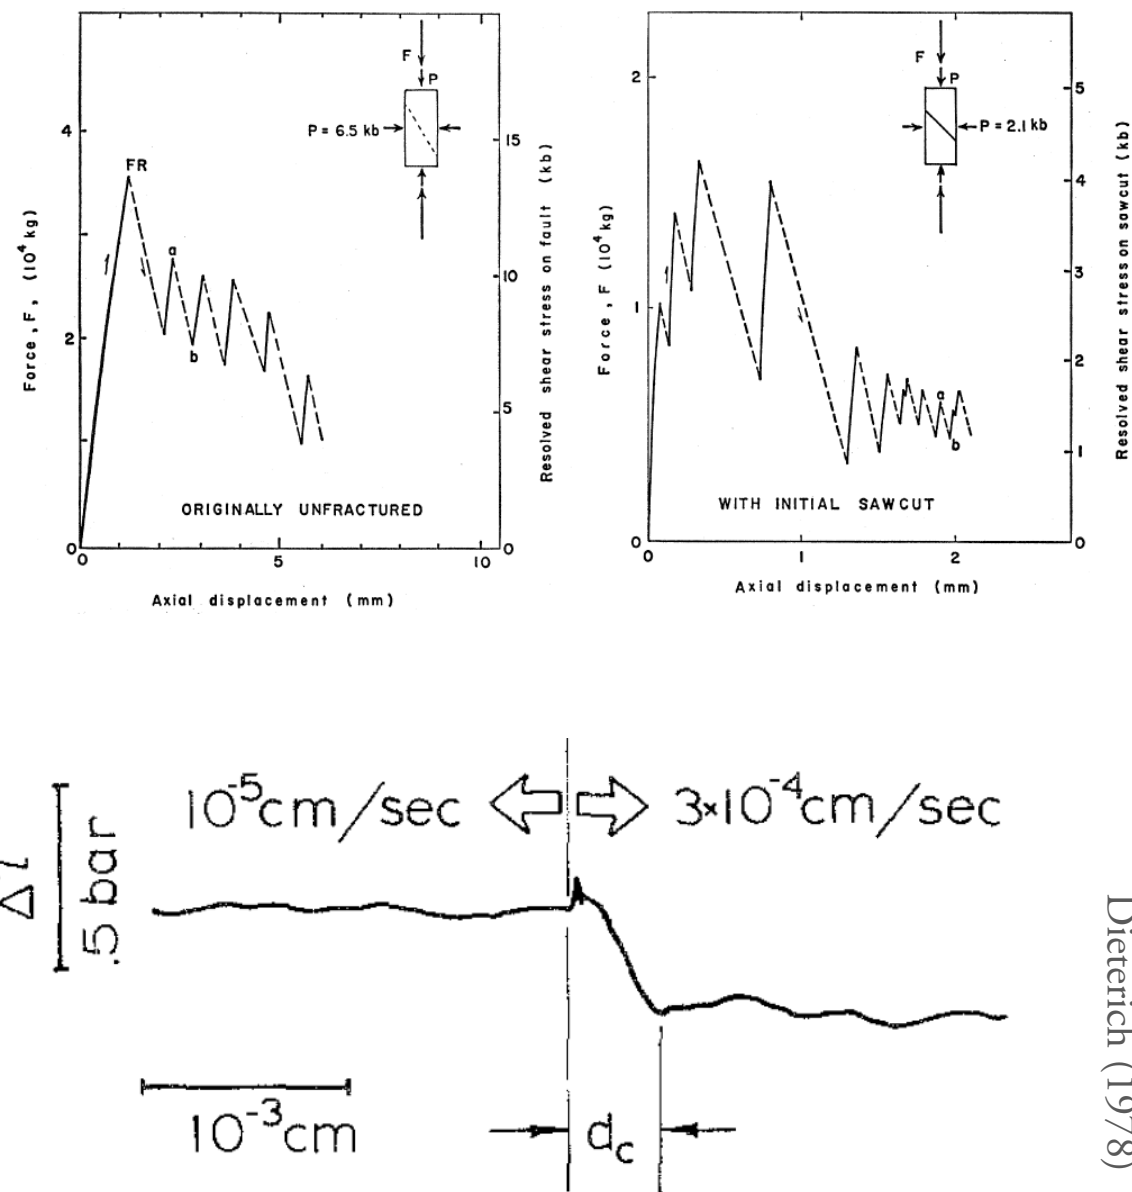 F
P
P = 6.5 kb
FR
a
b
4
2
0
0
5
10
15
10
5
0
Force, F, (10⁴ kg)
Resolved shear stress on fault (kb)
ORIGINALLY UNFRACTURED
Axial displacement (mm)
F
P
P = 2.1 kb
a
b
2
1
0
0
1
2
5
4
3
2
1
0
Force, F (10⁴ kg)
Resolved shear stress on sawcut (kb)
WITH INITIAL SAWCUT
Axial displacement (mm)
10⁻⁵cm/sec
3×10⁻⁴cm/sec
.5 bar
10⁻³cm
dc
Dieterich (1978)